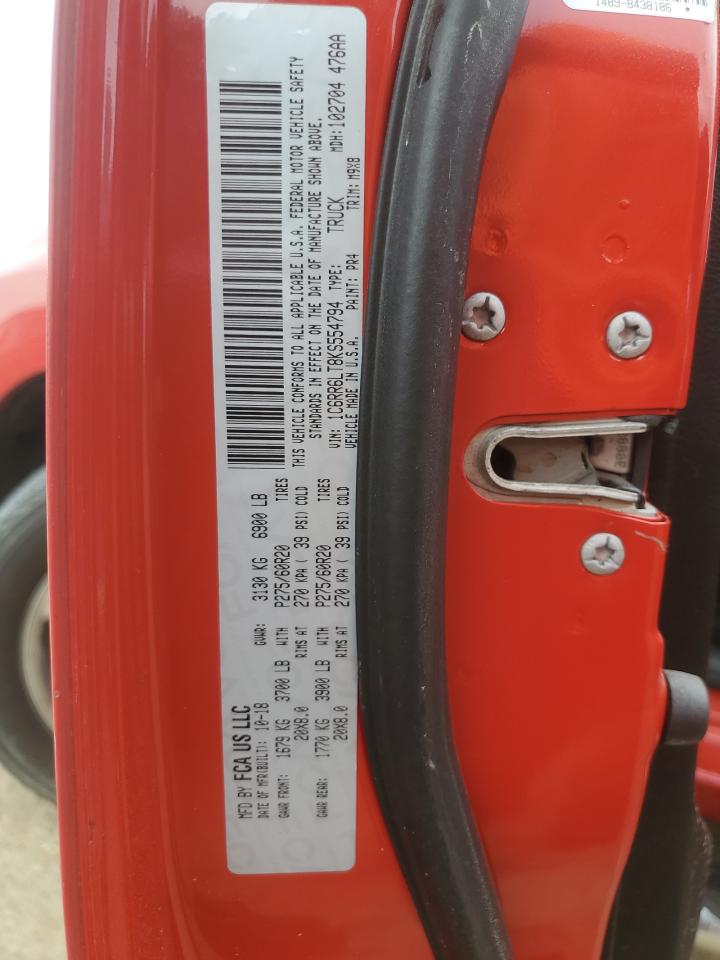 MFD BY FCA US LLC
DATE OF MFR(BUILT): 10-18 GVWR: 3130 KG 6900 LB
GAWR FRONT: 1679 KG 3700 LB WITH P275/60R20 TIRES
20X8.0 RIMS AT 270 KPA ( 39 PSI) COLD
GAWR REAR: 1770 KG 3900 LB WITH P275/60R20 TIRES
20X8.0 RIMS AT 270 KPA ( 39 PSI) COLD
THIS VEHICLE CONFORMS TO ALL APPLICABLE U.S.A. FEDERAL MOTOR VEHICLE SAFETY
STANDARDS IN EFFECT ON THE DATE OF MANUFACTURE SHOWN ABOVE.
VIN: 1C6RR6LT8KS554794 TYPE: TRUCK MDH:102704 476AA
VEHICLE MADE IN U.S.A. PAINT: PR4 TRIM: M9X8
1489-8438186 *